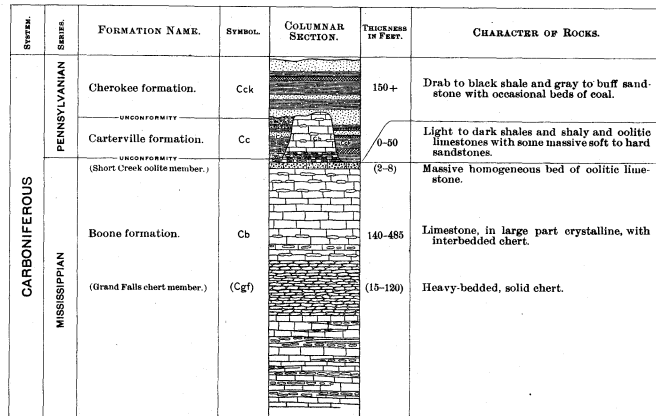 SYSTEM.
SERIES.
FORMATION NAME.
SYMBOL.
COLUMNAR
SECTION.
THICKNESS
IN FEET.
CHARACTER OF ROCKS.
CARBONIFEROUS
PENNSYLVANIAN
Cherokee formation.
Cck
150+
Drab to black shale and gray to buff sand-
stone with occasional beds of coal.
UNCONFORMITY
Carterville formation.
Cc
0-50
Light to dark shales and shaly and oolitic
limestones with some massive soft to hard
sandstones.
UNCONFORMITY
MISSISSIPPIAN
(Short Creek oolite member.)
(2-8)
Massive homogeneous bed of oolitic lime-
stone.
Boone formation.
Cb
140-485
Limestone, in large part crystalline, with
interbedded chert.
(Grand Falls chert member.)
(Cgf)
(15-120)
Heavy-bedded, solid chert.